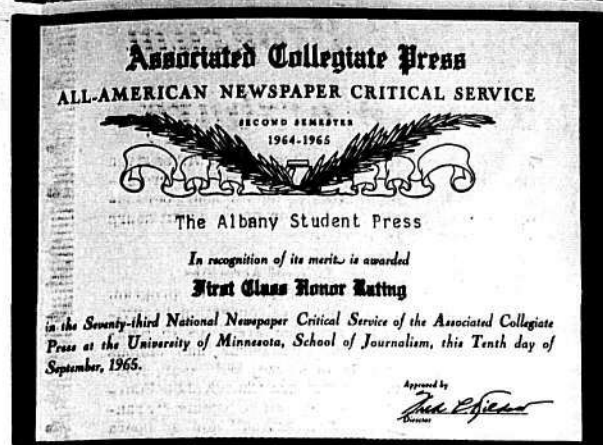 Associated Collegiate Press
ALL-AMERICAN NEWSPAPER CRITICAL SERVICE
SECOND SEMESTER
1964-1965
The Albany Student Press
In recognition of its merit is awarded
First Class Honor Rating
in the Seventy-third National Newspaper Critical Service of the Associated Collegiate
Press at the University of Minnesota, School of Journalism, this Tenth day of
September, 1965.
Approved by
Director